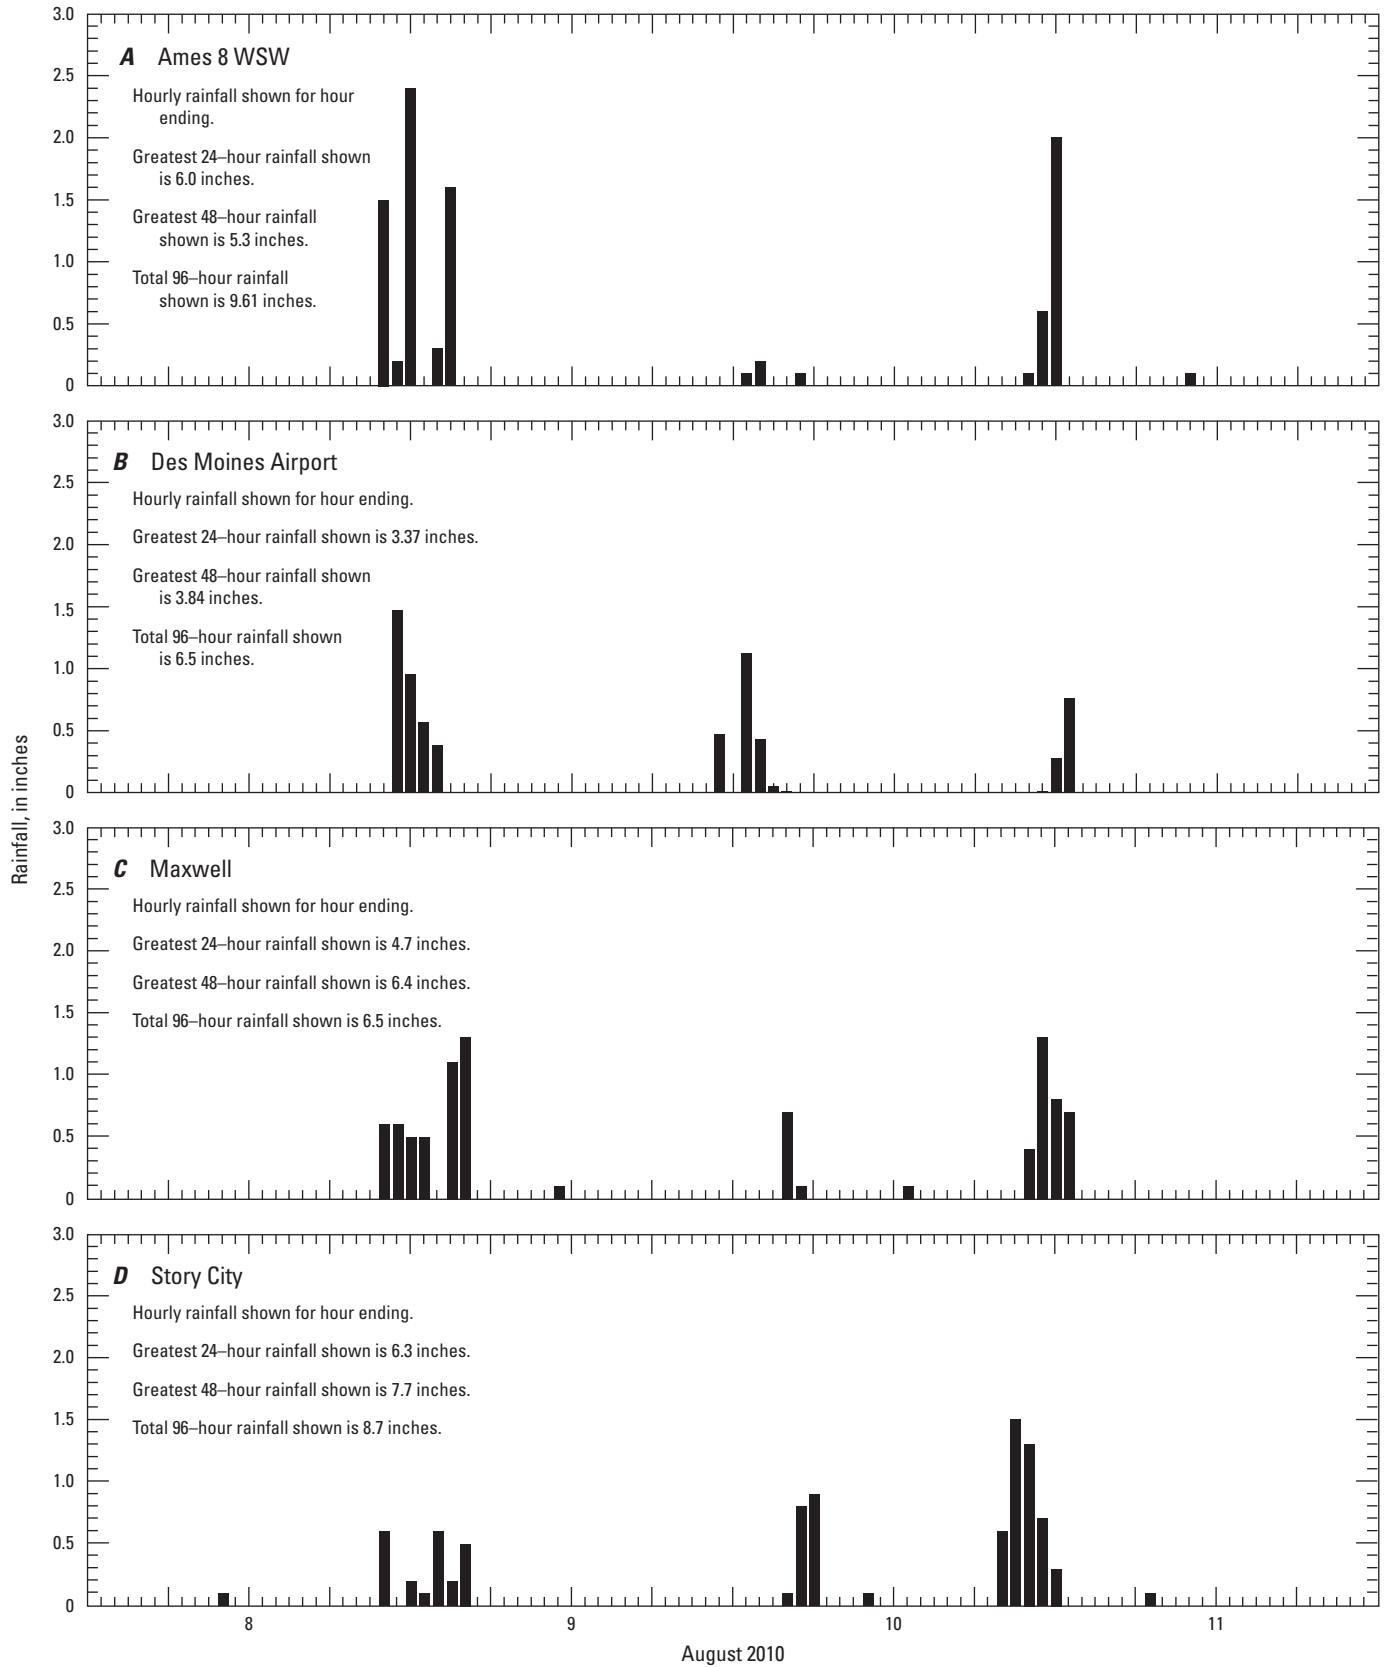 3.0
A Ames 8 WSW
2.5
Hourly rainfall shown for hour
ending.
2.0
Greatest 24–hour rainfall shown
is 6.0 inches.
1.5
Greatest 48–hour rainfall
shown is 5.3 inches.
1.0
Total 96–hour rainfall
shown is 9.61 inches.
0.5
0
3.0
B Des Moines Airport
2.5
Hourly rainfall shown for hour ending.
Greatest 24–hour rainfall shown is 3.37 inches.
2.0
Greatest 48–hour rainfall shown
is 3.84 inches.
1.5
Total 96–hour rainfall shown
is 6.5 inches.
1.0
0.5
0
Rainfall, in inches
3.0
C Maxwell
2.5
Hourly rainfall shown for hour ending.
Greatest 24–hour rainfall shown is 4.7 inches.
2.0
Greatest 48–hour rainfall shown is 6.4 inches.
1.5
Total 96–hour rainfall shown is 6.5 inches.
1.0
0.5
0
3.0
D Story City
2.5
Hourly rainfall shown for hour ending.
Greatest 24–hour rainfall shown is 6.3 inches.
2.0
Greatest 48–hour rainfall shown is 7.7 inches.
1.5
Total 96–hour rainfall shown is 8.7 inches.
1.0
0.5
0
8 9 10 11
August 2010